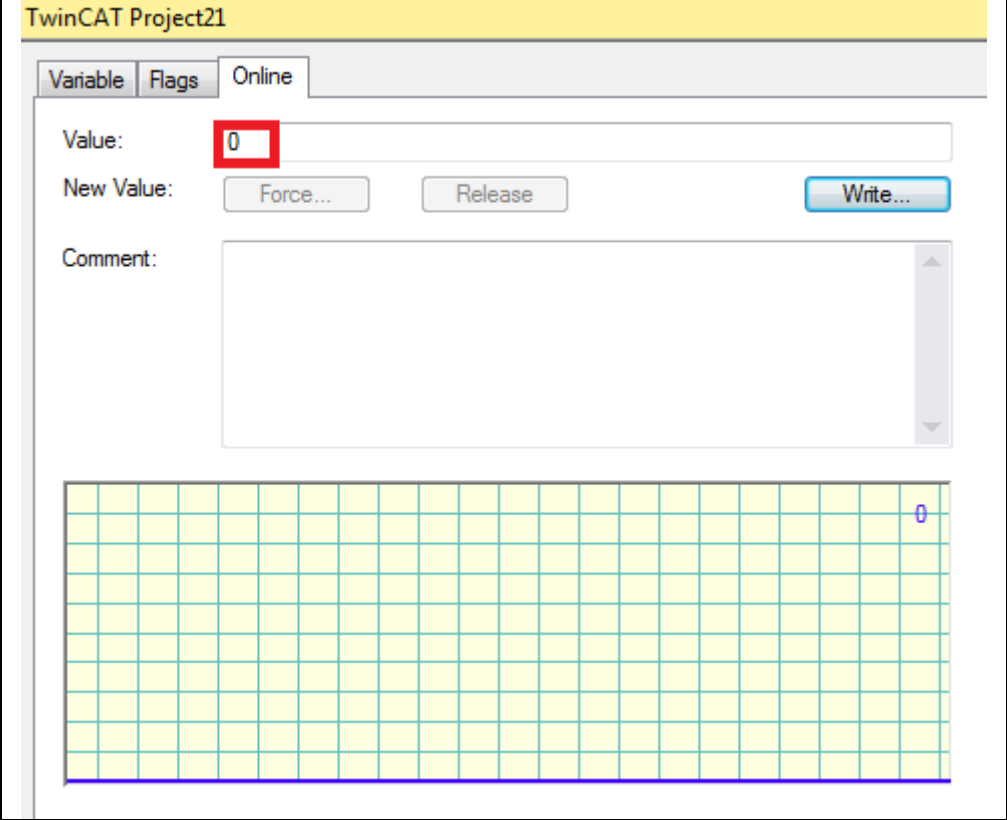 TwinCAT Project21
Variable Flags Online
Value: 0
New Value: Force... Release Write...
Comment:
0